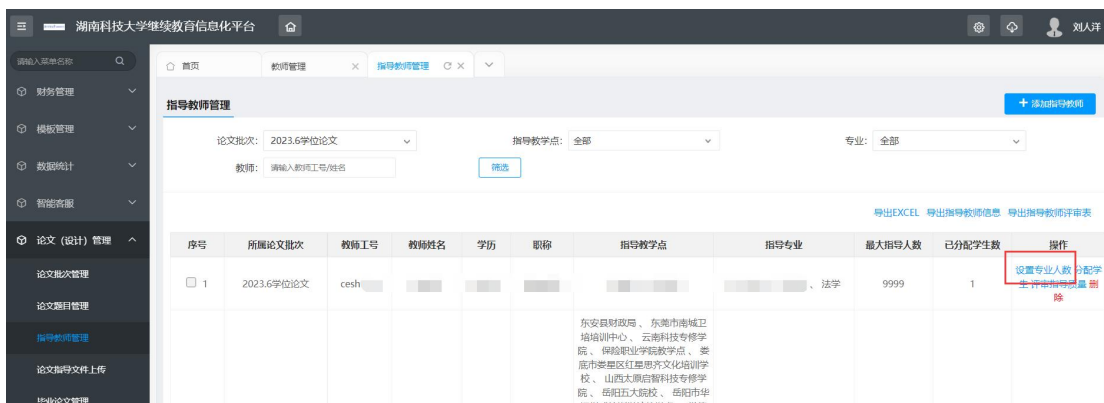 湖南科技大学继续教育信息化平台
刘人洋
请输入菜单名称
首页
教师管理
指导教师管理
财务管理
模板管理
数据统计
智能客服
论文（设计）管理
论文批次管理
论文题目管理
指导教师管理
论文指导文件上传
毕业论文管理
指导教师管理
+ 添加指导教师
论文批次: 2023.6学位论文
指导教学点: 全部
专业: 全部
教师: 请输入教师工号/姓名
筛选
导出EXCEL 导出指导教师信息 导出指导教师评审表
序号 所属论文批次 教师工号 教师姓名 学历 职称 指导教学点 指导专业 最大指导人数 已分配学生数 操作
1 2023.6学位论文 cesh 、 法学 9999 1
设置专业人数 分配学
生 评审指导质量 删
除
东安县财政局 、 东莞市南城卫
培培训中心 、 云南科技专修学
院 、 保险职业学院教学点 、 娄
底市娄星区红星思齐文化培训学
校 、 山西太原启智科技专修学
院 、 岳阳五大院校 、 岳阳市华